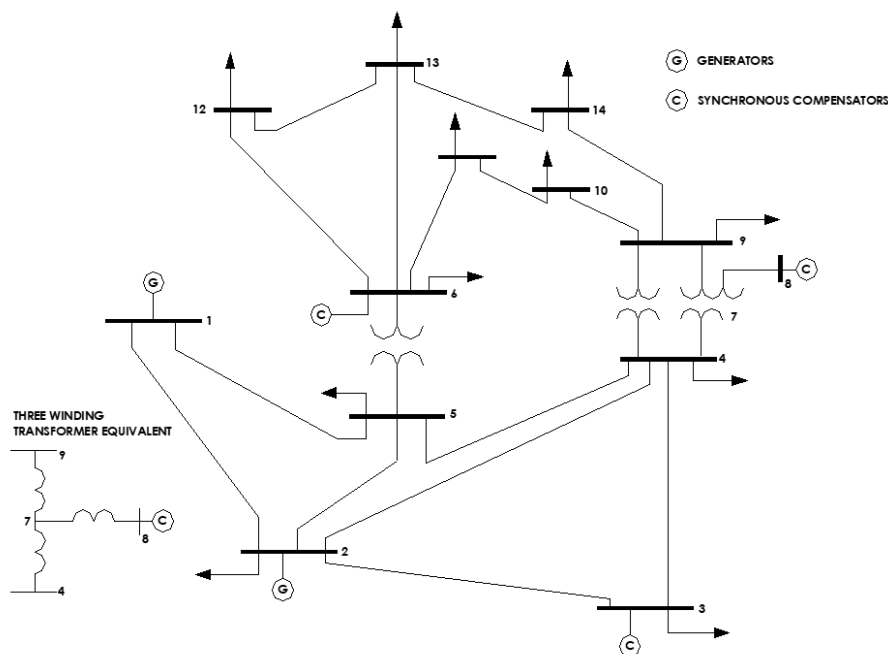 13
G GENERATORS
C SYNCHRONOUS COMPENSATORS
12
14
10
9
C
8
G
1
C
6
7
4
5
THREE WINDING
TRANSFORMER EQUIVALENT
9
7
C
8
4
2
G
3
C